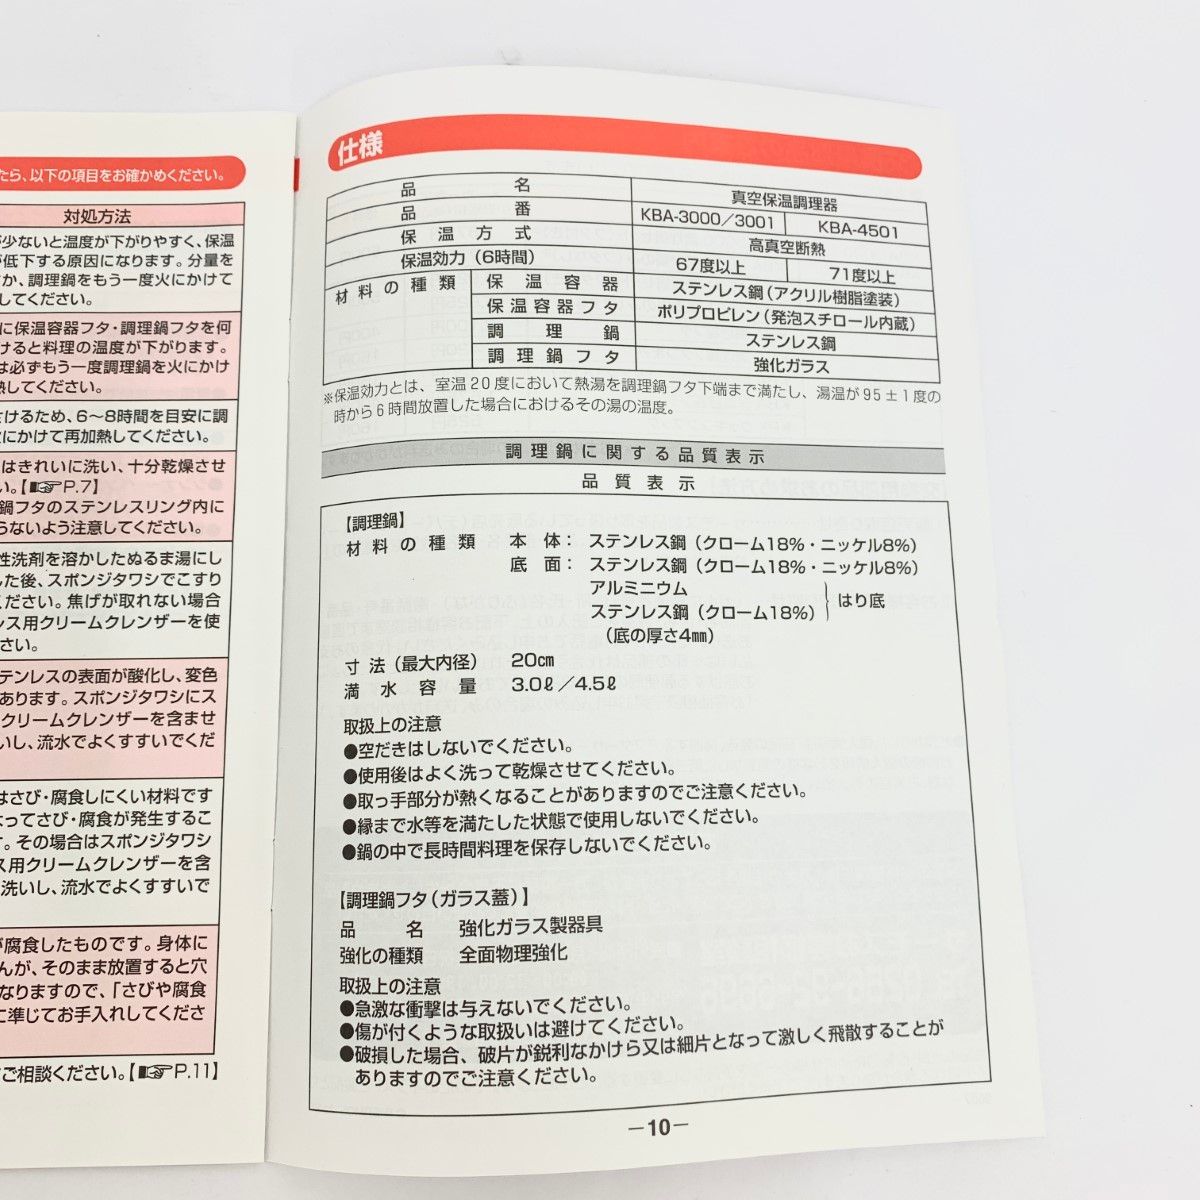 たら、以下の項目をお確かめください。
対処方法
が少ないと温度が下がりやすく、保温
が低下する原因になります。分量を
すか、調理鍋をもう一度火にかけて
してください。
に保温容器フタ・調理鍋フタを何
けると料理の温度が下がります。
は必ずもう一度調理鍋を火にかけ
熱してください。
さけるため、6〜8時間を目安に調
火にかけて再加熱してください。
はきれいに洗い、十分乾燥させ
い。【☞P.7】
鍋フタのステンレスリング内に
うないよう注意してください。
性洗剤を溶かしたぬるま湯にし
した後、スポンジタワシでこすり
ください。焦げが取れない場合
レス用クリームクレンザーを使
さい。
テンレスの表面が酸化し、変色
あります。スポンジタワシにス
クリームクレンザーを含ませ
いし、流水でよくすすいでくだ
はさび・腐食しにくい材料です
よってさび・腐食が発生するこ
す。その場合はスポンジタワシ
ス用クリームクレンザーを含
洗いし、流水でよくすすいで
が腐食したものです。身体に
んが、そのまま放置すると穴
なりますので、「さびや腐食
に準じてお手入れしてくださ
ご相談ください。【☞P.11】
仕様
品名 真空保温調理器
品番 KBA-3000／3001 KBA-4501
保温方式 高真空断熱
保温効力（6時間） 67度以上 71度以上
材料の種類 保温容器 ステンレス鋼（アクリル樹脂塗装）
保温容器フタ ポリプロピレン（発泡スチロール内蔵）
調理鍋 ステンレス鋼
調理鍋フタ 強化ガラス
※保温効力とは、室温20度において熱湯を調理鍋フタ下端まで満たし、湯温が95±1度の
時から6時間放置した場合におけるその湯の温度。
調理鍋に関する品質表示
品質表示
【調理鍋】
材料の種類 本体： ステンレス鋼（クローム18%・ニッケル8%）
底面： ステンレス鋼（クローム18%・ニッケル8%）
アルミニウム
はり底
ステンレス鋼（クローム18%）
（底の厚さ4mm）
寸法（最大内径） 20cm
満水容量 3.0ℓ／4.5ℓ
取扱上の注意
●空だきはしないでください。
●使用後はよく洗って乾燥させてください。
●取っ手部分が熱くなることがありますのでご注意ください。
●縁まで水等を満たした状態で使用しないでください。
●鍋の中で長時間料理を保存しないでください。
【調理鍋フタ（ガラス蓋）】
品名 強化ガラス製器具
強化の種類 全面物理強化
取扱上の注意
●急激な衝撃は与えないでください。
●傷が付くような取扱いは避けてください。
●破損した場合、破片が鋭利なかけら又は細片となって激しく飛散することが
ありますのでご注意ください。
－10－